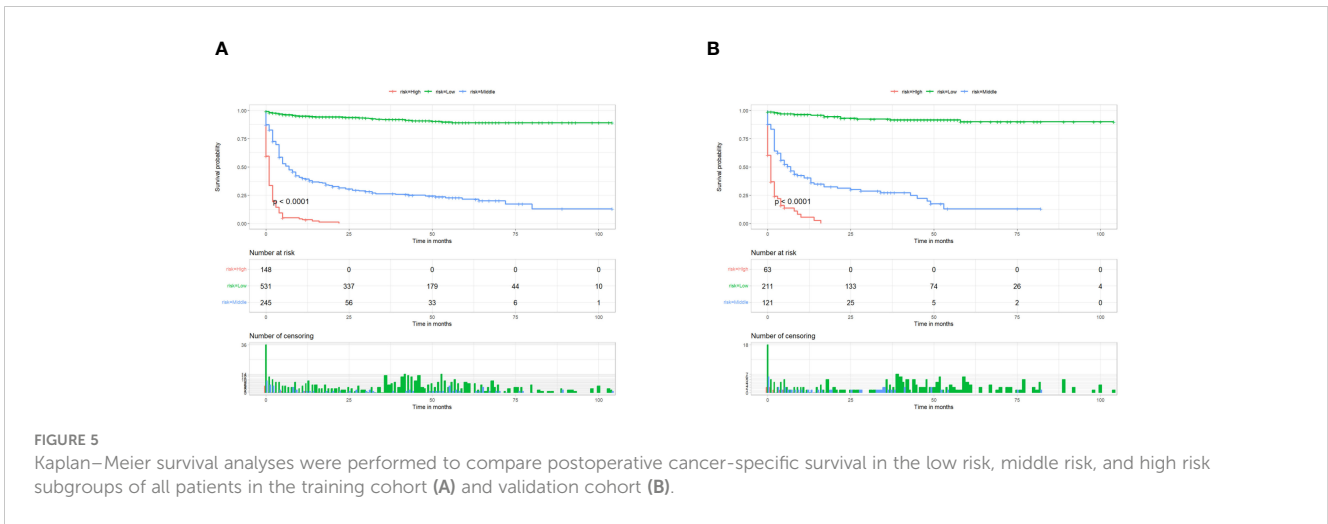 A
risk=High risk=Low risk=Middle
1.00
0.75
0.50
0.25
0.00
Survival probability
p < 0.0001
0 25 50 75 100
Time in months
Number at risk
risk=High 148 0 0 0 0
risk=Low 531 337 179 44 10
risk=Middle 245 56 33 6 1
0 25 50 75 100
Time in months
Number of censoring
0 25 50 75 100
Time in months
B
risk=High risk=Low risk=Middle
1.00
0.75
0.50
0.25
0.00
Survival probability
p < 0.0001
0 25 50 75 100
Time in months
Number at risk
risk=High 63 0 0 0 0
risk=Low 211 133 74 26 4
risk=Middle 121 25 5 2 0
0 25 50 75 100
Time in months
Number of censoring
18
0 25 50 75 100
Time in months
FIGURE 5
Kaplan–Meier survival analyses were performed to compare postoperative cancer-specific survival in the low risk, middle risk, and high risk
subgroups of all patients in the training cohort (A) and validation cohort (B).